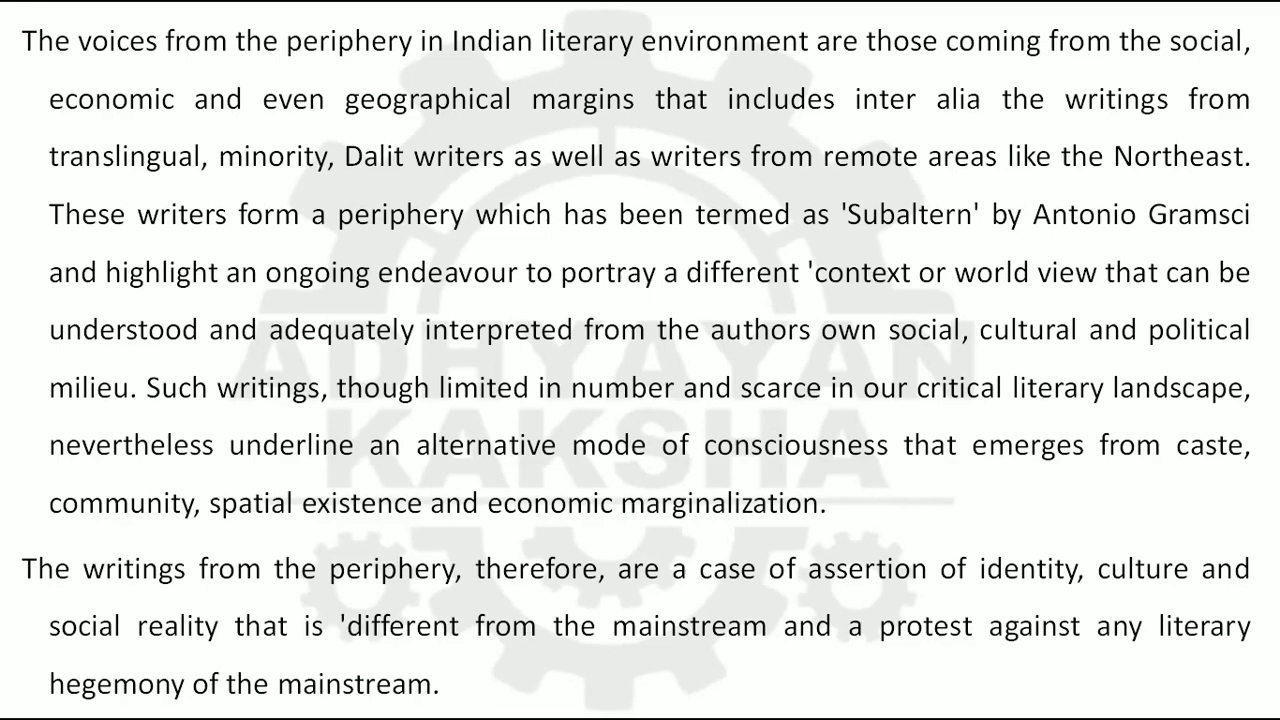 The voices from the periphery in Indian literary environment are those coming from the social,
economic and even geographical margins that includes inter alia the writings from
translingual, minority, Dalit writers as well as writers from remote areas like the Northeast.
These writers form a periphery which has been termed as 'Subaltern' by Antonio Gramsci
and highlight an ongoing endeavour to portray a different 'context or world view that can be
understood and adequately interpreted from the authors own social, cultural and political
milieu. Such writings, though limited in number and scarce in our critical literary landscape,
nevertheless underline an alternative mode of consciousness that emerges from caste,
community, spatial existence and economic marginalization.
The writings from the periphery, therefore, are a case of assertion of identity, culture and
social reality that is 'different from the mainstream and a protest against any literary
hegemony of the mainstream.
ADHYAYAN
KAKSHA